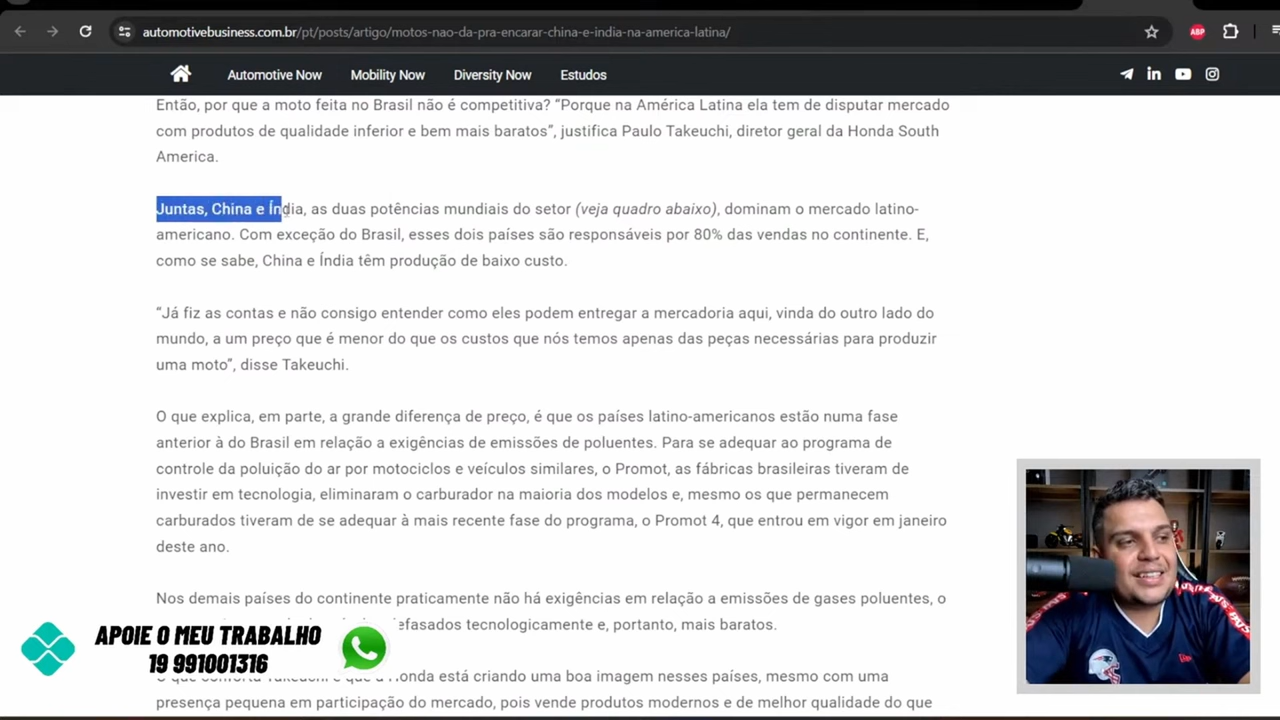 automotivebusiness.com.br/pt/posts/artigo/motos-nao-da-pra-encarar-china-e-india-na-america-latina/
ABP
Automotive Now Mobility Now Diversity Now Estudos
Então, por que a moto feita no Brasil não é competitiva? “Porque na América Latina ela tem de disputar mercado
com produtos de qualidade inferior e bem mais baratos”, justifica Paulo Takeuchi, diretor geral da Honda South
America.
Juntas, China e Índia, as duas potências mundiais do setor (veja quadro abaixo), dominam o mercado latino-
americano. Com exceção do Brasil, esses dois países são responsáveis por 80% das vendas no continente. E,
como se sabe, China e Índia têm produção de baixo custo.
“Já fiz as contas e não consigo entender como eles podem entregar a mercadoria aqui, vinda do outro lado do
mundo, a um preço que é menor do que os custos que nós temos apenas das peças necessárias para produzir
uma moto”, disse Takeuchi.
O que explica, em parte, a grande diferença de preço, é que os países latino-americanos estão numa fase
anterior à do Brasil em relação a exigências de emissões de poluentes. Para se adequar ao programa de
controle da poluição do ar por motociclos e veículos similares, o Promot, as fábricas brasileiras tiveram de
investir em tecnologia, eliminaram o carburador na maioria dos modelos e, mesmo os que permanecem
carburados tiveram de se adequar à mais recente fase do programa, o Promot 4, que entrou em vigor em janeiro
deste ano.
Nos demais países do continente praticamente não há exigências em relação a emissões de gases poluentes, o
defasados tecnologicamente e, portanto, mais baratos.
Honda está criando uma boa imagem nesses países, mesmo com uma
presença pequena em participação do mercado, pois vende produtos modernos e de melhor qualidade do que
APOIE O MEU TRABALHO
19 991001316